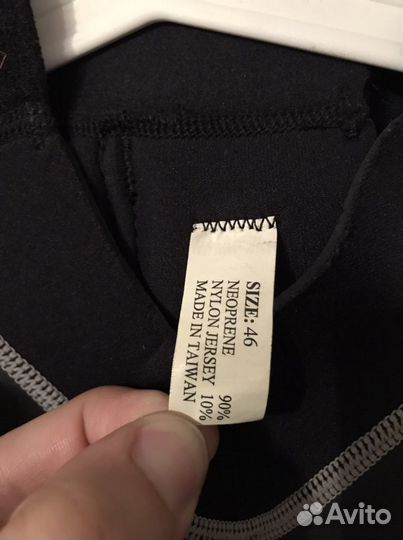 SIZE: 46
NEOPRENE 90%
NYLON JERSEY 10%
MADE IN TAIWAN
Avito